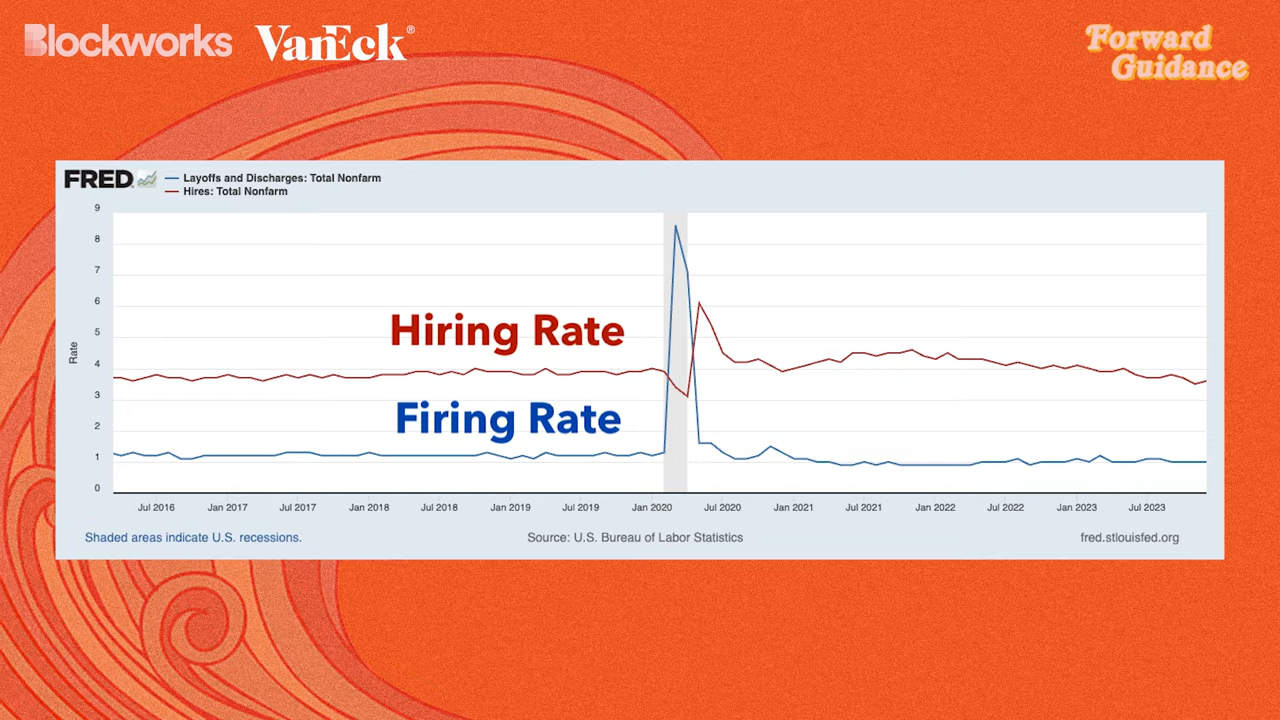 Blockworks VanEck®
Forward
Guidance
FRED
Layoffs and Discharges: Total Nonfarm
Hires: Total Nonfarm
9
8
7
6
5
4
3
2
1
0
Rate
Hiring Rate
Firing Rate
Jul 2016 Jan 2017 Jul 2017 Jan 2018 Jul 2018 Jan 2019 Jul 2019 Jan 2020 Jul 2020 Jan 2021 Jul 2021 Jan 2022 Jul 2022 Jan 2023 Jul 2023
Shaded areas indicate U.S. recessions. Source: U.S. Bureau of Labor Statistics fred.stlouisfed.org